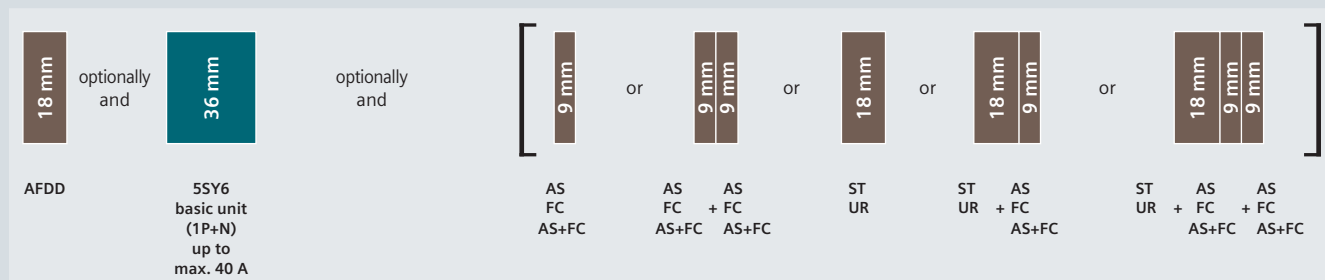 18 mm
optionally
and
36 mm
optionally
and
9 mm
or
9 mm
9 mm
or
18 mm
or
18 mm
9 mm
or
18 mm
9 mm
9 mm
AFDD
5SY6
basic unit
(1P+N)
up to
max. 40 A
AS
FC
AS+FC
AS AS
FC + FC
AS+FC AS+FC
ST
UR
ST AS
UR + FC
AS+FC
ST AS AS
UR + FC + FC
AS+FC AS+FC